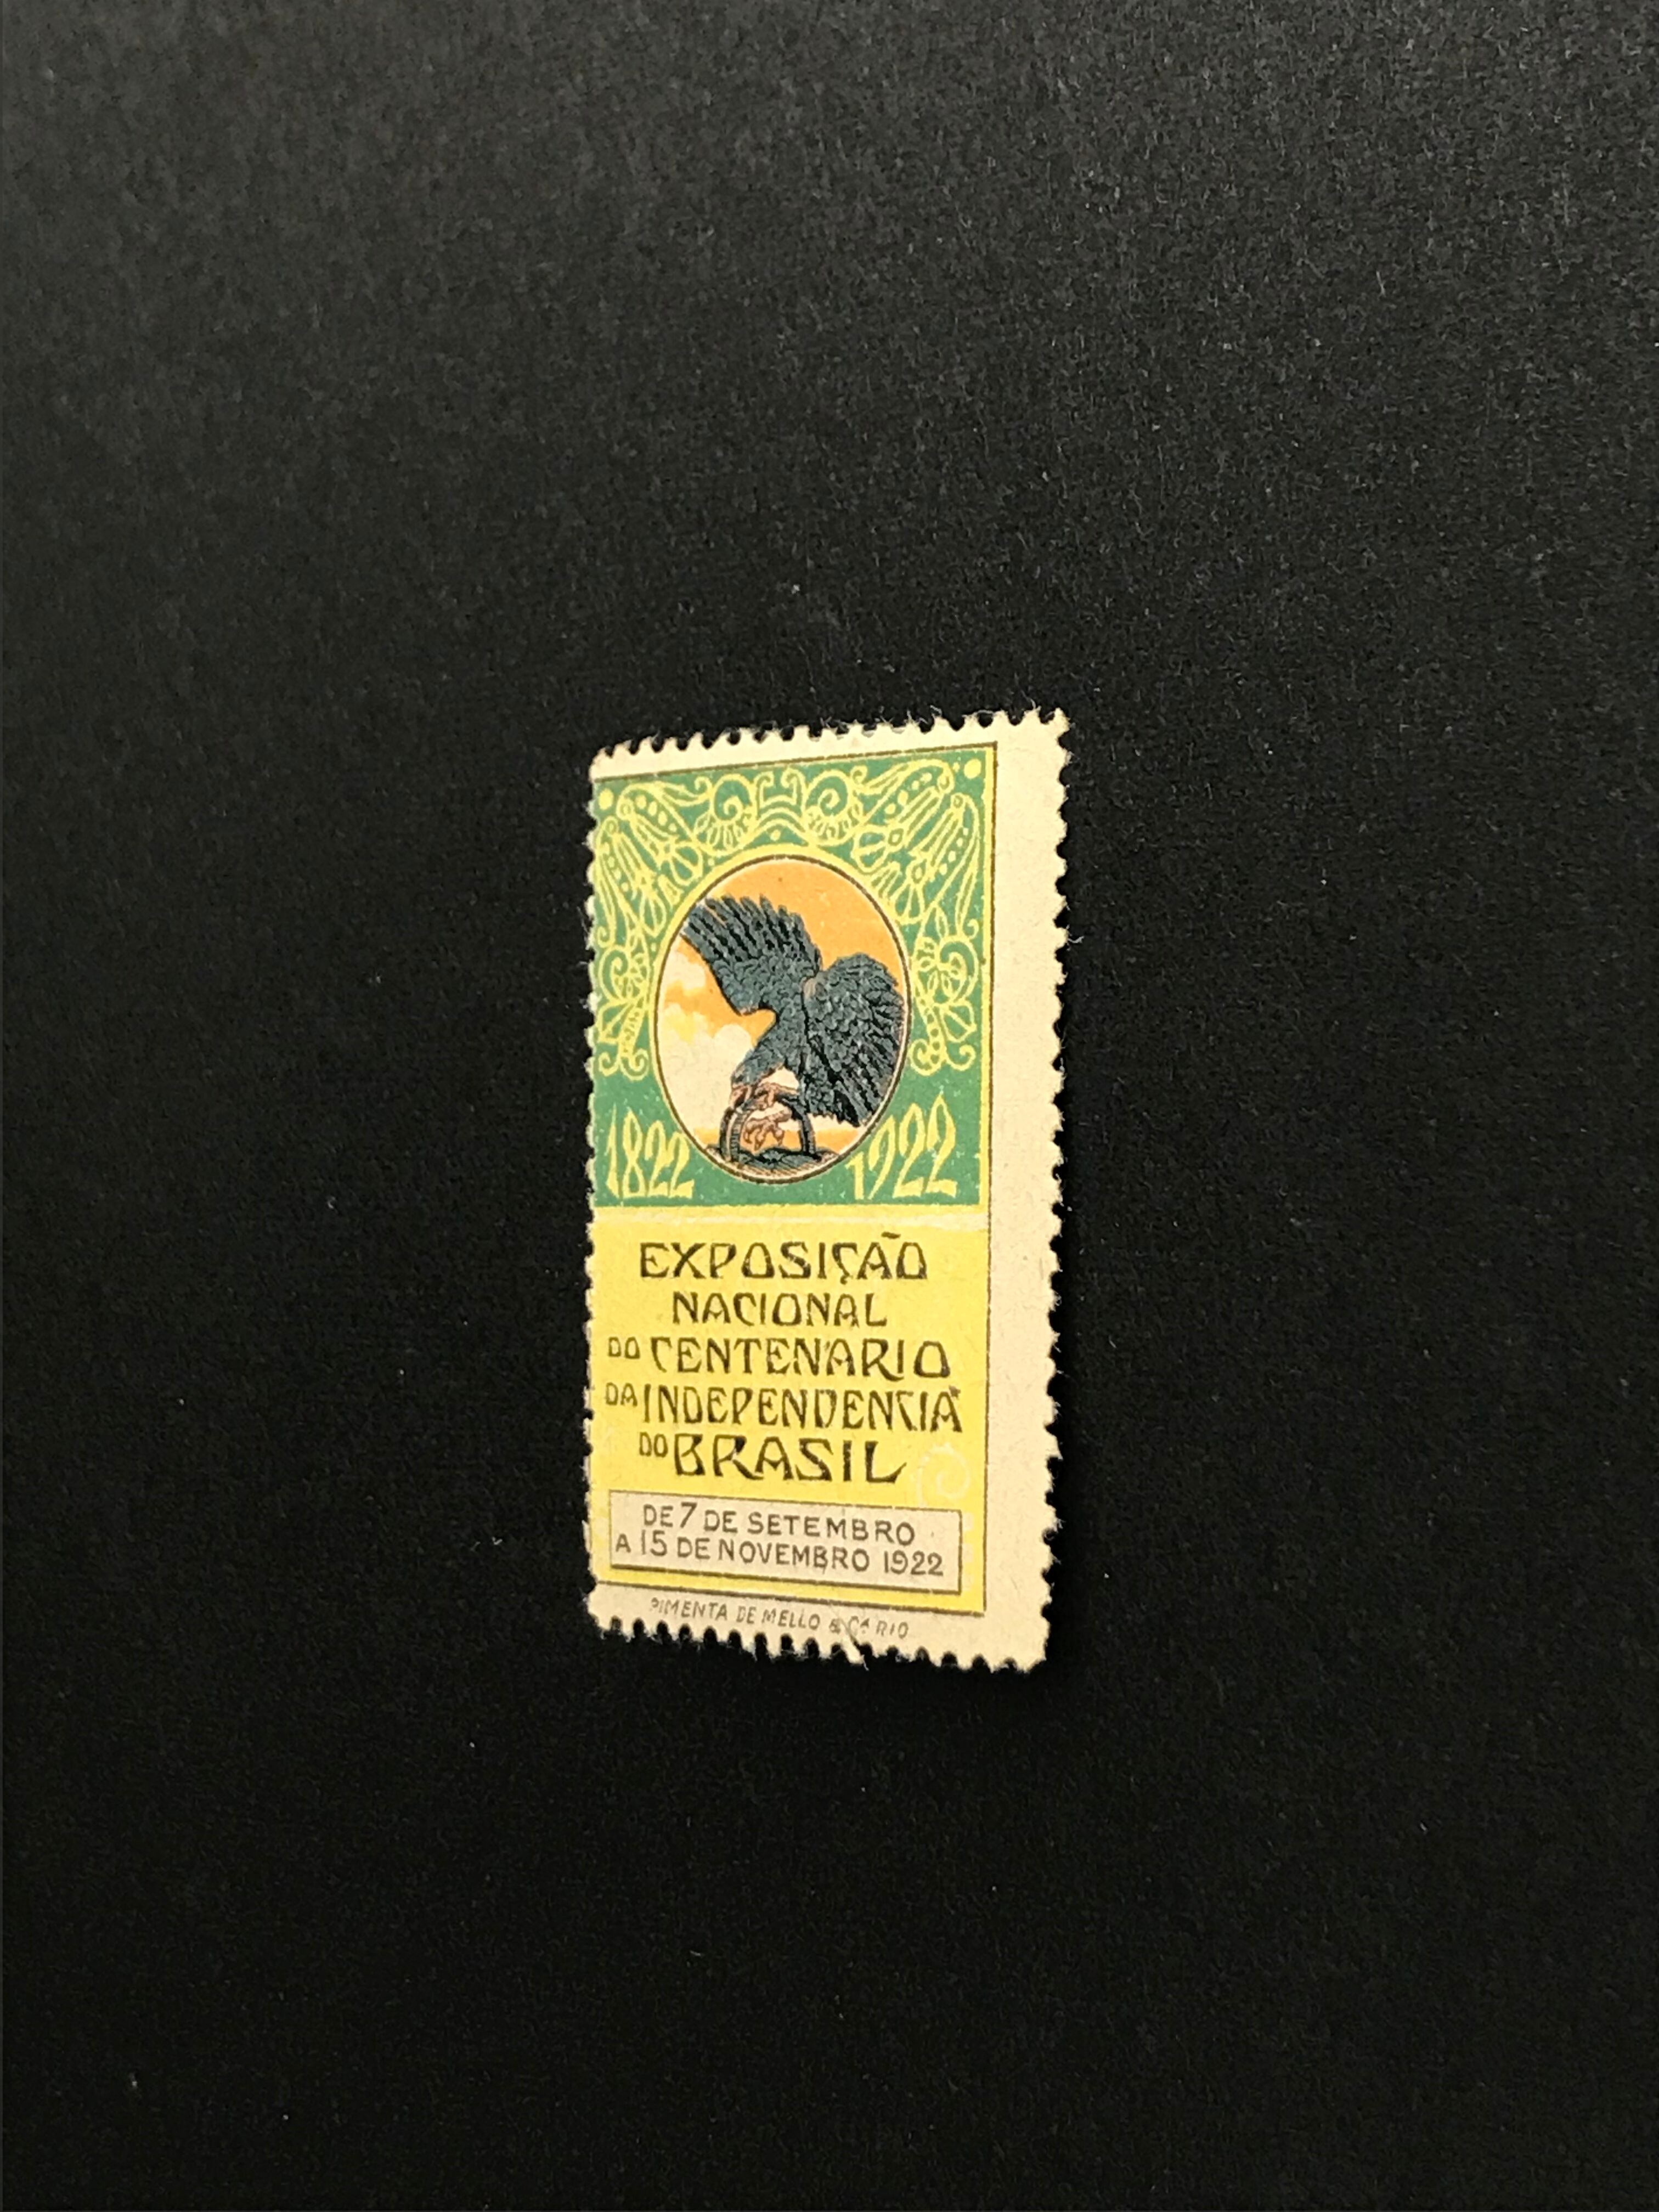 1822 1922
EXPOSIÇÃO
NACIONAL
DO CENTENARIO
DA INDEPENDENCIA
DO BRASIL
DE 7 DE SETEMBRO
A 15 DE NOVEMBRO 1922
PIMENTA DE MELLO & Cª RIO